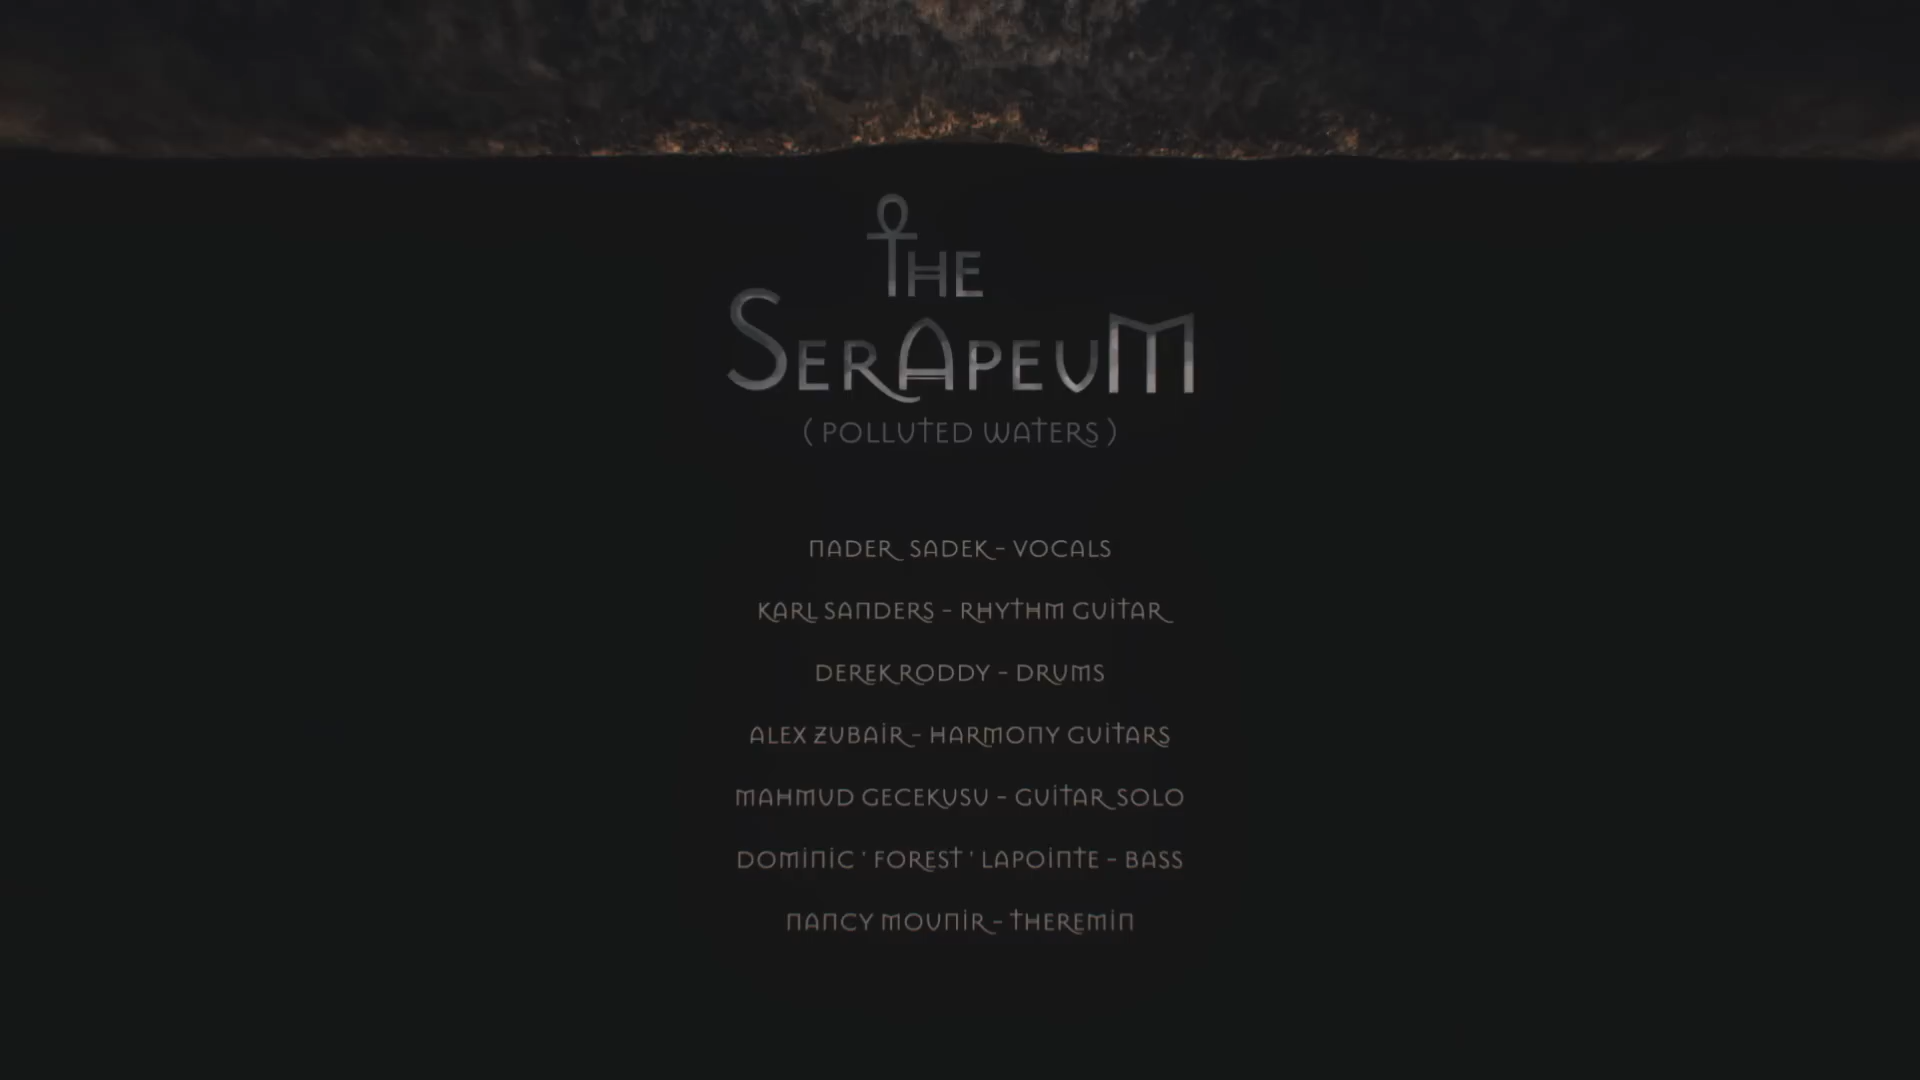 THE
SERAPEUM
( POLLUTED WATERS )
NADER SADEK - VOCALS
KARL SANDERS - RHYTHM GUITAR
DEREK RODDY - DRUMS
ALEX ZUBAIR - HARMONY GUITARS
MAHMUD GECEKUSU - GUITAR SOLO
DOMINIC ' FOREST ' LAPOINTE - BASS
NANCY MOUNIR - THEREMIN